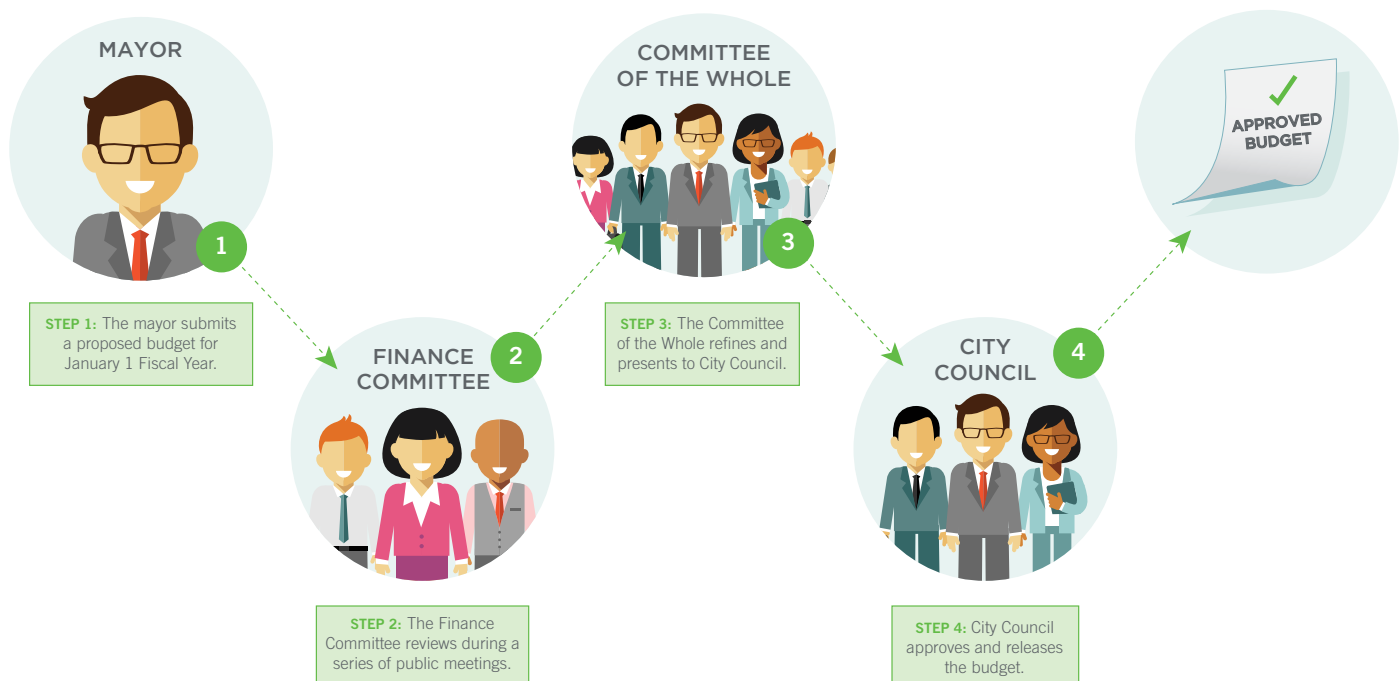 MAYOR
1
STEP 1: The mayor submits
a proposed budget for
January 1 Fiscal Year.
FINANCE
COMMITTEE
2
STEP 2: The Finance
Committee reviews during a
series of public meetings.
COMMITTEE
OF THE WHOLE
3
STEP 3: The Committee
of the Whole refines and
presents to City Council.
CITY
COUNCIL
4
STEP 4: City Council
approves and releases
the budget.
APPROVED
BUDGET